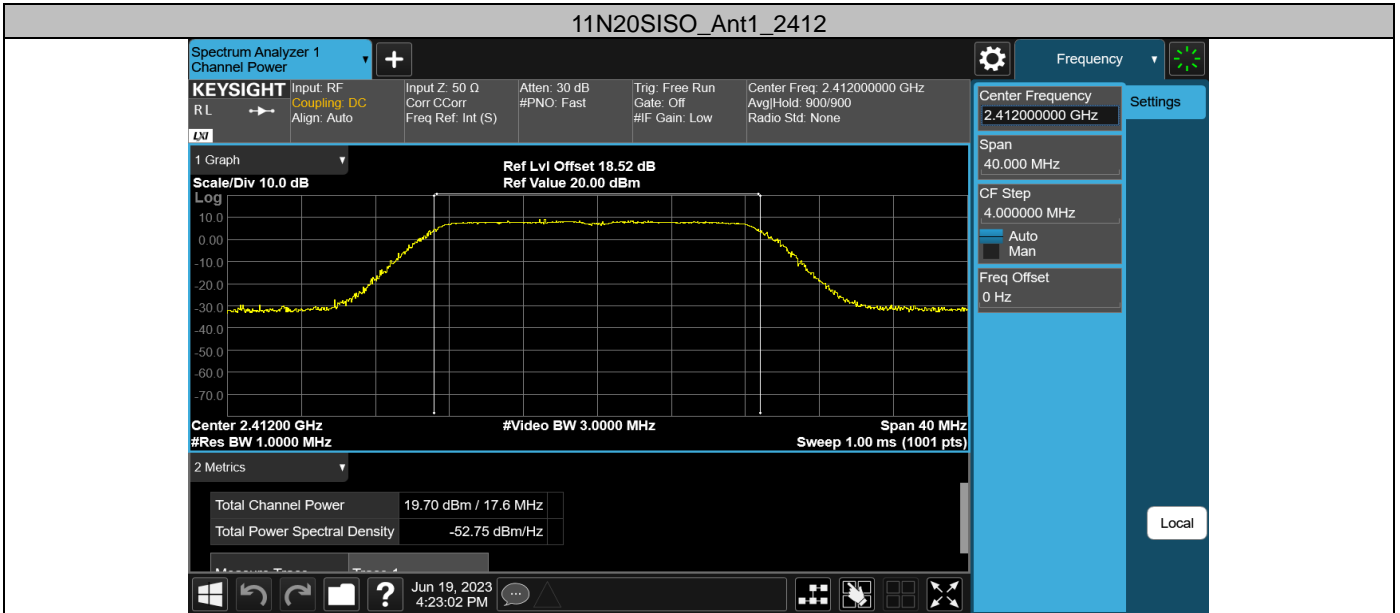 11N20SISO_Ant1_2412
Spectrum Analyzer 1
Channel Power
+
Frequency
KEYSIGHT
R L
LXI
Input: RF
Coupling: DC
Align: Auto
Input Z: 50 Ω
Corr CCorr
Freq Ref: Int (S)
Atten: 30 dB
#PNO: Fast
Trig: Free Run
Gate: Off
#IF Gain: Low
Center Freq: 2.412000000 GHz
Avg|Hold: 900/900
Radio Std: None
Center Frequency
2.412000000 GHz
Settings
Span
40.000 MHz
CF Step
4.000000 MHz
Auto
Man
Freq Offset
0 Hz
Local
1 Graph
Scale/Div 10.0 dB
Ref Lvl Offset 18.52 dB
Ref Value 20.00 dBm
Log
10.0
0.00
-10.0
-20.0
-30.0
-40.0
-50.0
-60.0
-70.0
Center 2.41200 GHz
#Video BW 3.0000 MHz
Span 40 MHz
#Res BW 1.0000 MHz
Sweep 1.00 ms (1001 pts)
2 Metrics
Total Channel Power 19.70 dBm / 17.6 MHz
Total Power Spectral Density -52.75 dBm/Hz
?
Jun 19, 2023
4:23:02 PM